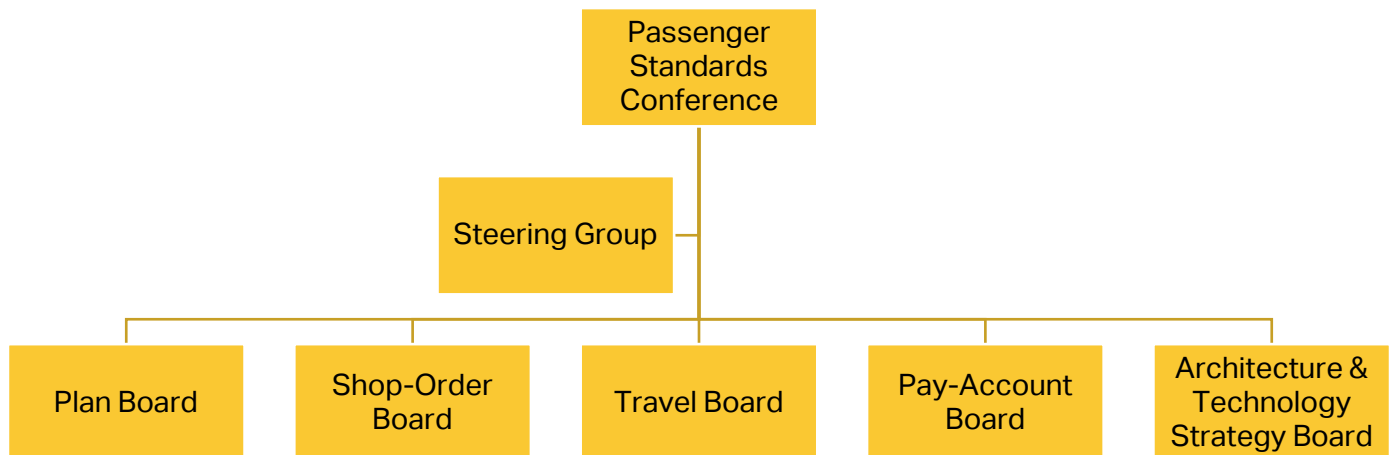 Passenger
Standards
Conference
Steering Group
Plan Board
Shop-Order
Board
Travel Board
Pay-Account
Board
Architecture &
Technology
Strategy Board